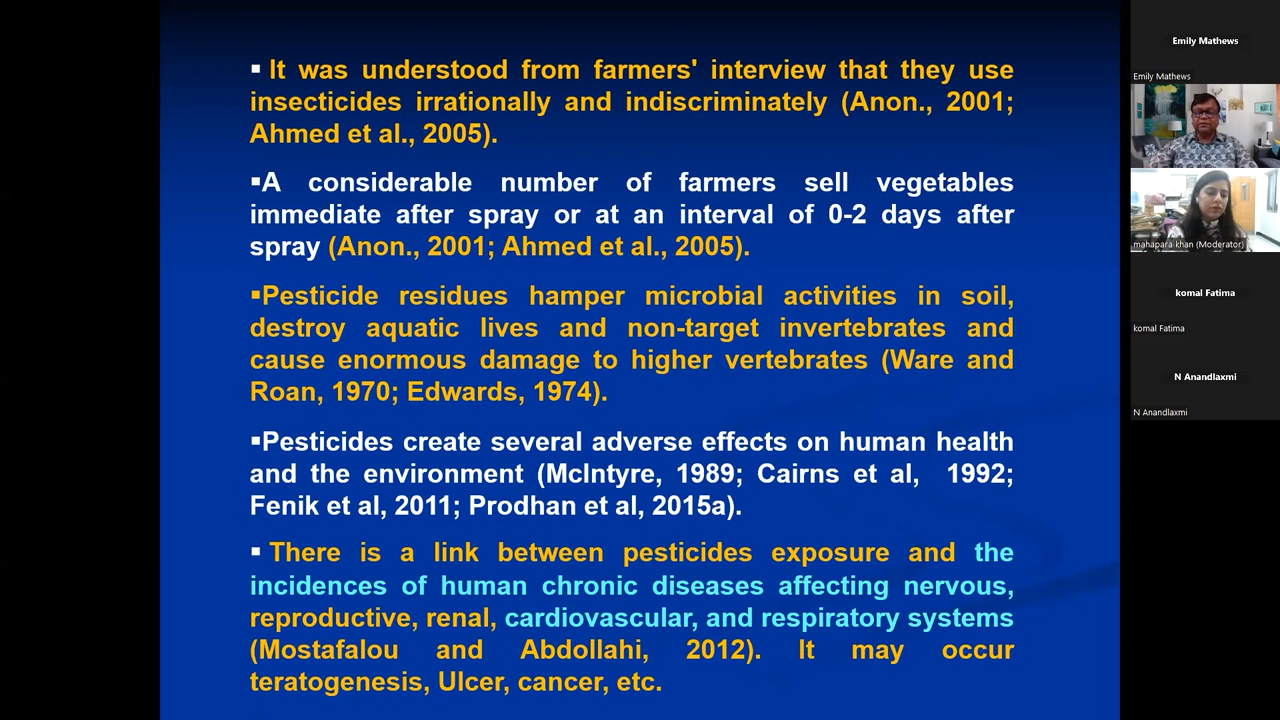 ▪ It was understood from farmers' interview that they use
insecticides irrationally and indiscriminately (Anon., 2001;
Ahmed et al., 2005).
▪A considerable number of farmers sell vegetables
immediate after spray or at an interval of 0-2 days after
spray (Anon., 2001; Ahmed et al., 2005).
▪Pesticide residues hamper microbial activities in soil,
destroy aquatic lives and non-target invertebrates and
cause enormous damage to higher vertebrates (Ware and
Roan, 1970; Edwards, 1974).
▪Pesticides create several adverse effects on human health
and the environment (McIntyre, 1989; Cairns et al, 1992;
Fenik et al, 2011; Prodhan et al, 2015a).
▪ There is a link between pesticides exposure and the
incidences of human chronic diseases affecting nervous,
reproductive, renal, cardiovascular, and respiratory systems
(Mostafalou and Abdollahi, 2012). It may occur
teratogenesis, Ulcer, cancer, etc.
Emily Mathews
Emily Mathews
mahapara khan (Moderator)
komal Fatima
komal Fatima
N Anandlaxmi
N Anandlaxmi